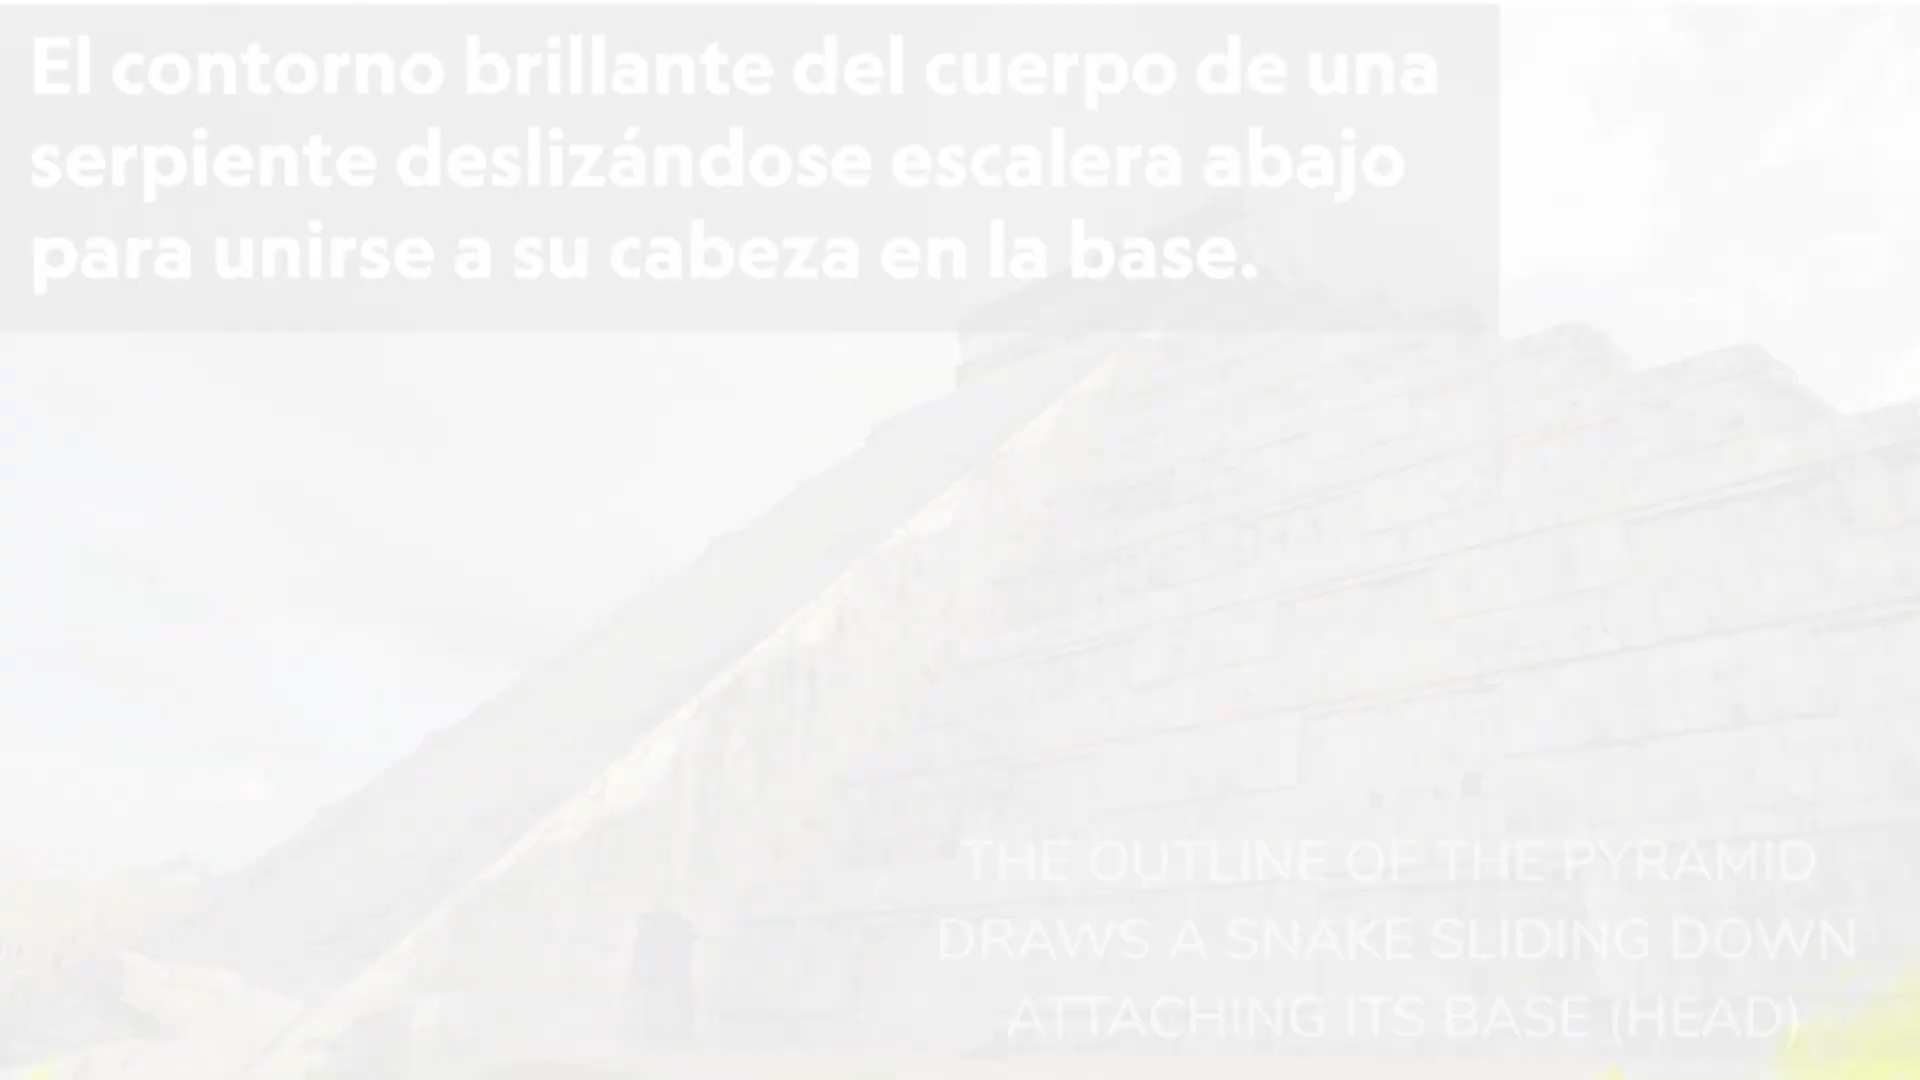 El contorno brillante del cuerpo de una
serpiente deslizándose escalera abajo
para unirse a su cabeza en la base.
THE OUTLINE OF THE PYRAMID
DRAWS A SNAKE SLIDING DOWN
ATTACHING ITS BASE (HEAD)